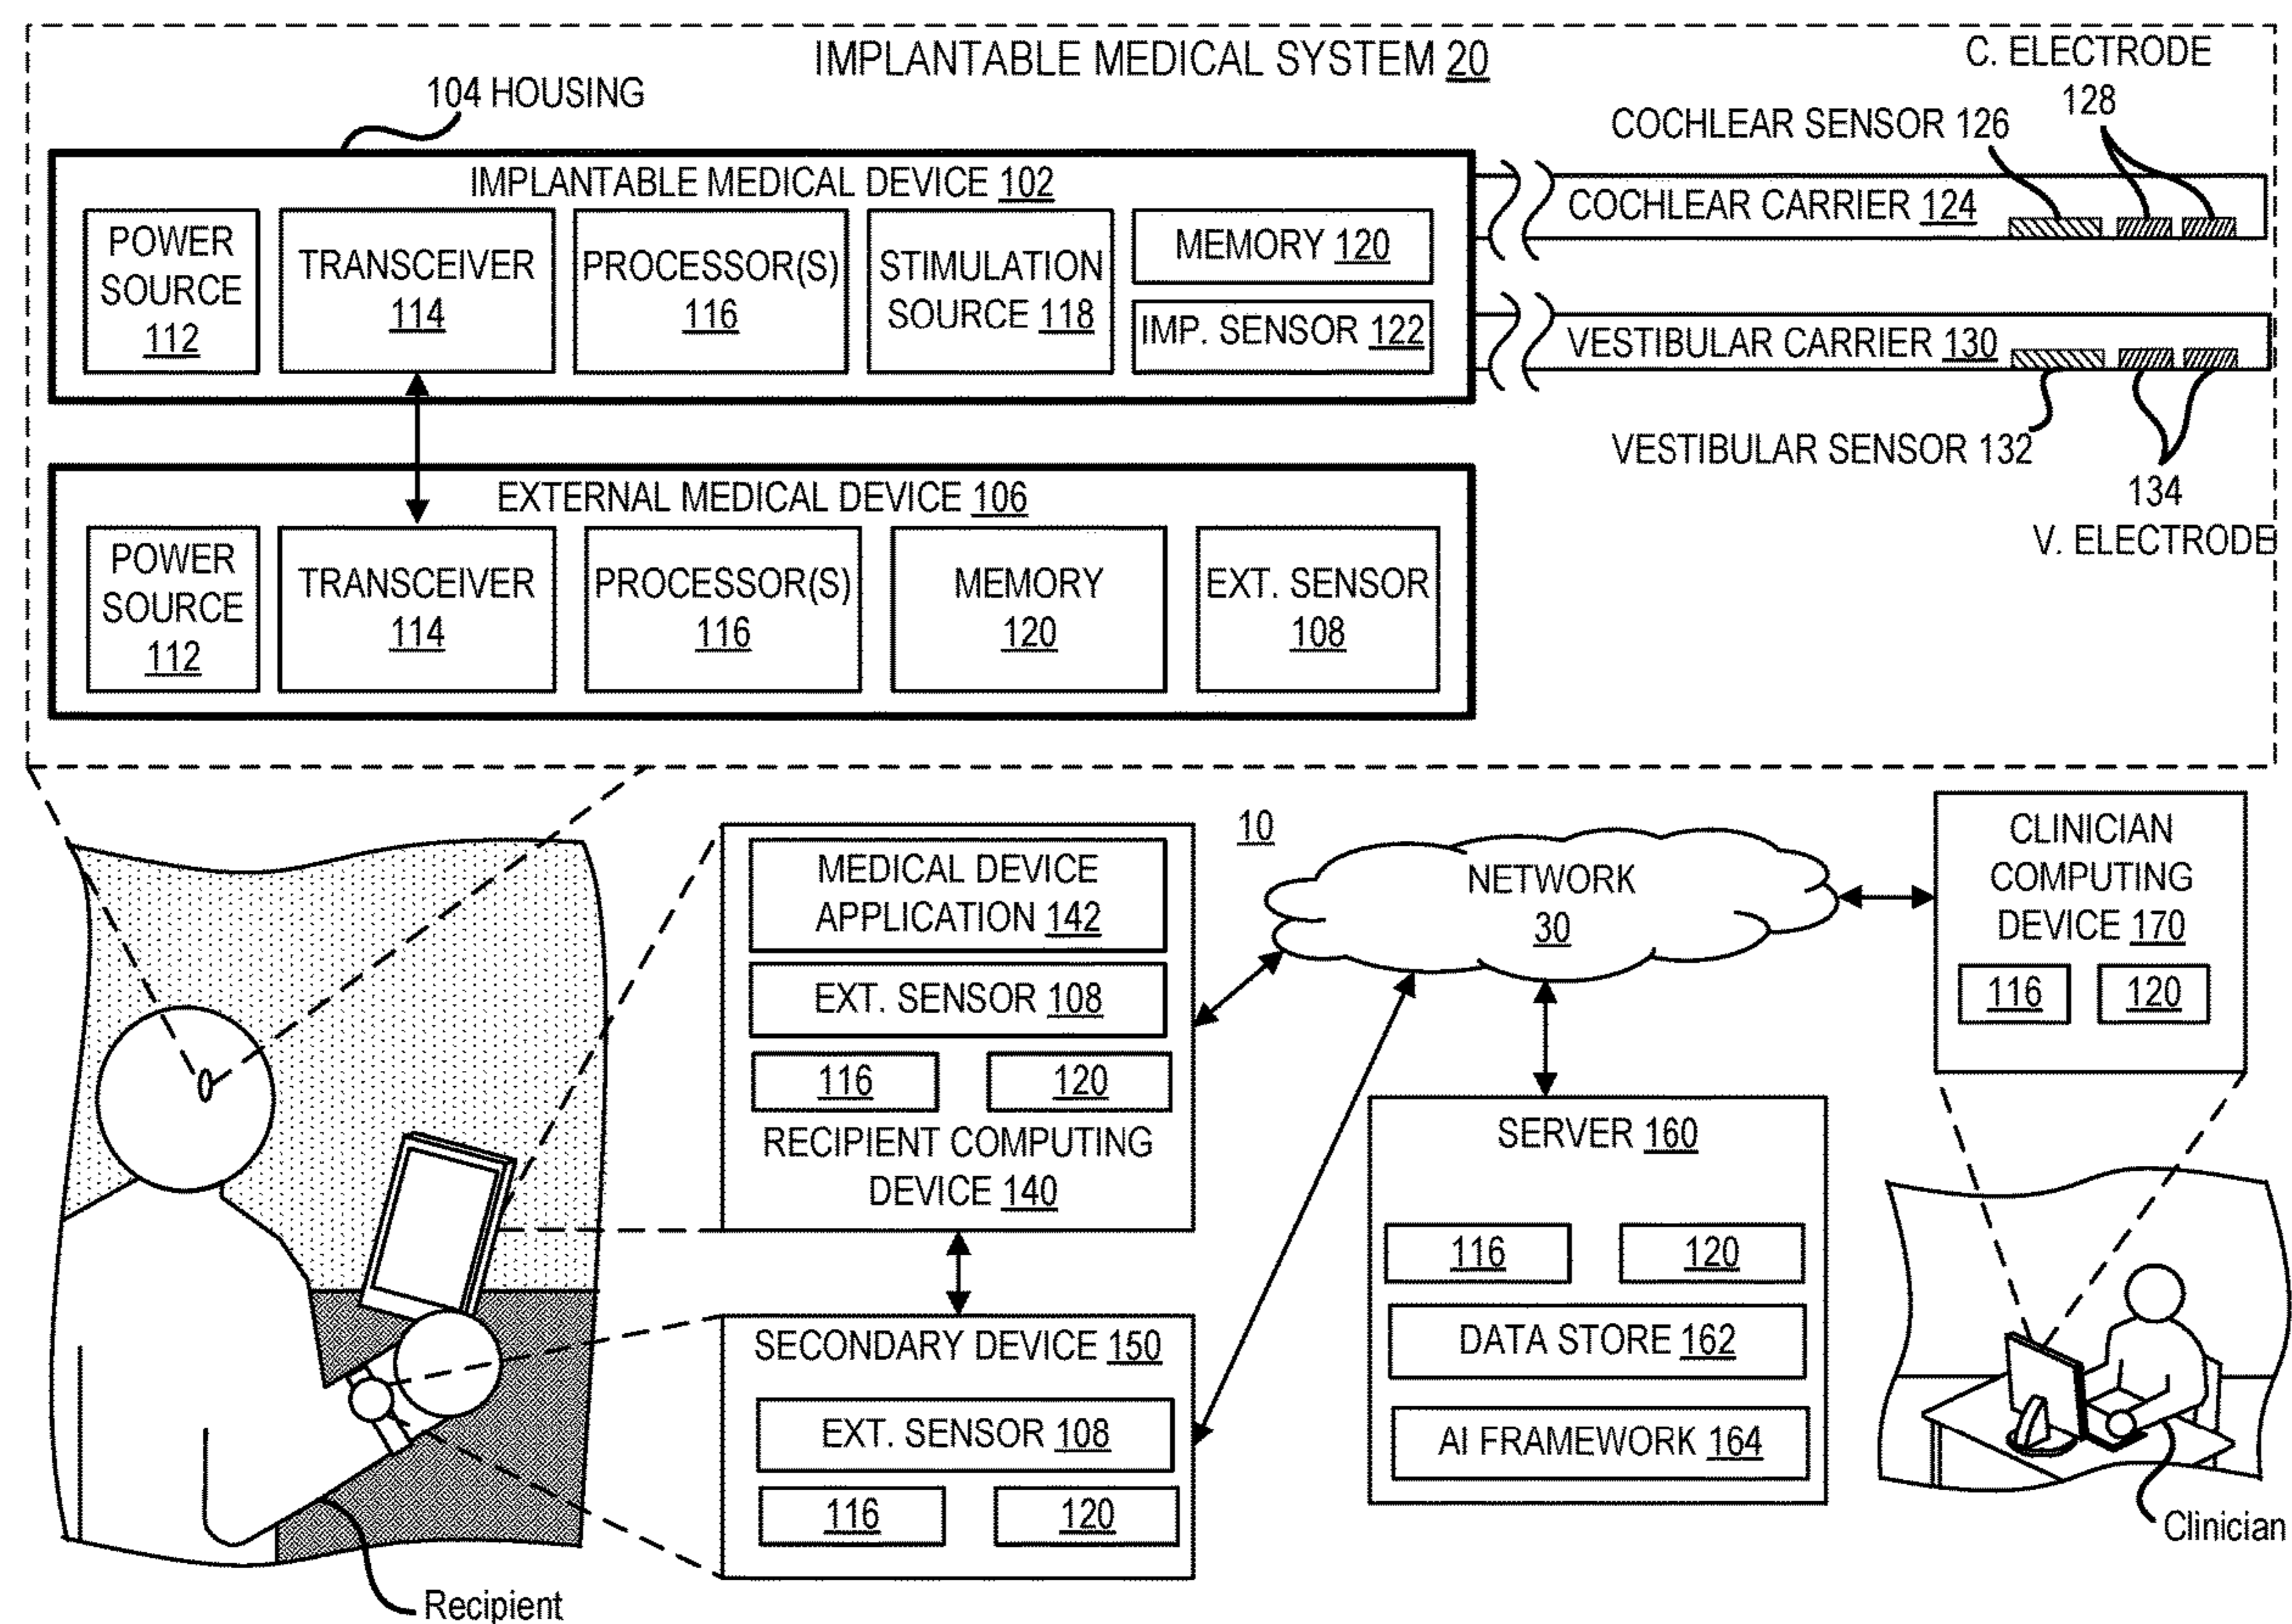 IMPLANTABLE MEDICAL SYSTEM 20
C. ELECTRODE
128
104 HOUSING
COCHLEAR SENSOR 126
IMPLANTABLE MEDICAL DEVICE 102
POWER
SOURCE
112
TRANSCEIVER
114
PROCESSOR(S)
116
STIMULATION
SOURCE 118
MEMORY 120
IMP. SENSOR 122
COCHLEAR CARRIER 124
VESTIBULAR CARRIER 130
VESTIBULAR SENSOR 132
134
V. ELECTRODE
EXTERNAL MEDICAL DEVICE 106
POWER
SOURCE
112
TRANSCEIVER
114
PROCESSOR(S)
116
MEMORY
120
EXT. SENSOR
108
10
MEDICAL DEVICE
APPLICATION 142
EXT. SENSOR 108
116
120
RECIPIENT COMPUTING
DEVICE 140
NETWORK
30
CLINICIAN
COMPUTING
DEVICE 170
116
120
SERVER 160
116
120
DATA STORE 162
AI FRAMEWORK 164
SECONDARY DEVICE 150
EXT. SENSOR 108
116
120
Clinician
Recipient